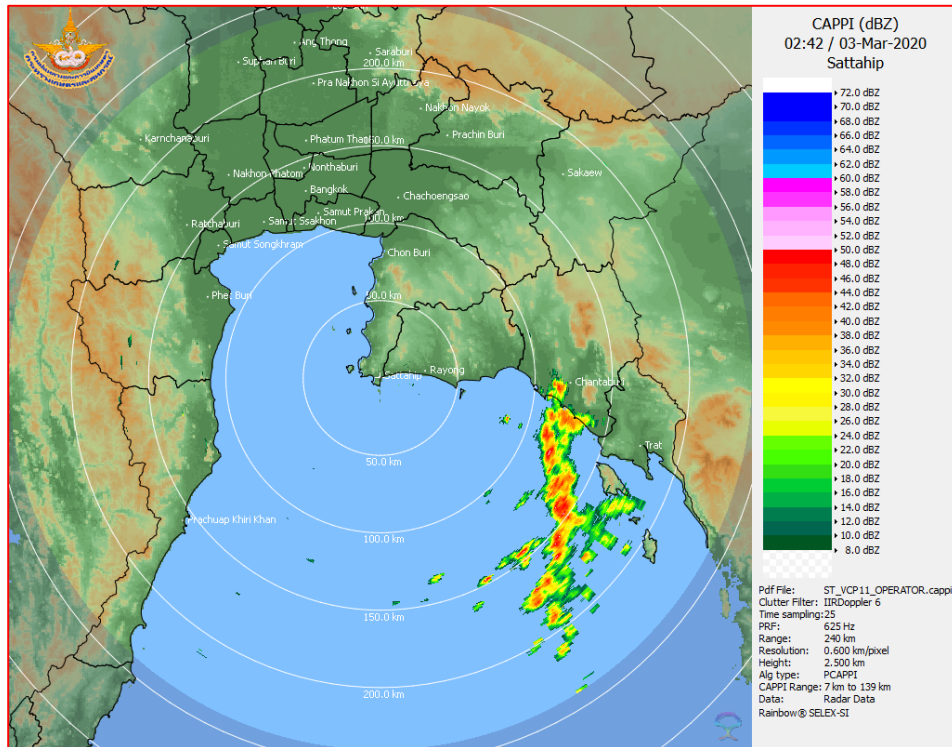 CAPPI (dBZ)
02:42 / 03-Mar-2020
Sattahip
72.0 dBZ
70.0 dBZ
68.0 dBZ
66.0 dBZ
64.0 dBZ
62.0 dBZ
60.0 dBZ
58.0 dBZ
56.0 dBZ
54.0 dBZ
52.0 dBZ
50.0 dBZ
48.0 dBZ
46.0 dBZ
44.0 dBZ
42.0 dBZ
40.0 dBZ
38.0 dBZ
36.0 dBZ
34.0 dBZ
32.0 dBZ
30.0 dBZ
28.0 dBZ
26.0 dBZ
24.0 dBZ
22.0 dBZ
20.0 dBZ
18.0 dBZ
16.0 dBZ
14.0 dBZ
12.0 dBZ
10.0 dBZ
8.0 dBZ
Pdf File: ST_VCP11_OPERATOR.cappi
Clutter Filter: IIRDoppler 6
Time sampling:25
PRF: 625 Hz
Range: 240 km
Resolution: 0.600 km/pixel
Height: 2.500 km
Alg type: PCAPPI
CAPPI Range: 7 km to 139 km
Data: Radar Data
Rainbow® SELEX-SI
Ang Thong
Saraburi
Suphan Buri
200.0 km
Pra Nakhon Si Ayutthaya
Nakhon Nayok
Karnchanaburi
Prachin Buri
Nonthaburi
Nakhon Phatom
Sakaew
Bangkok
Chachoengsao
Samut Prakan
Ratchaburi
Samut Ssakhon
100.0 km
Samut Songkhram
Chon Buri
Phet Buri
50.0 km
Rayong
Sattahip
Trat
50.0 km
Prachuap Khiri Khan
100.0 km
150.0 km
200.0 km